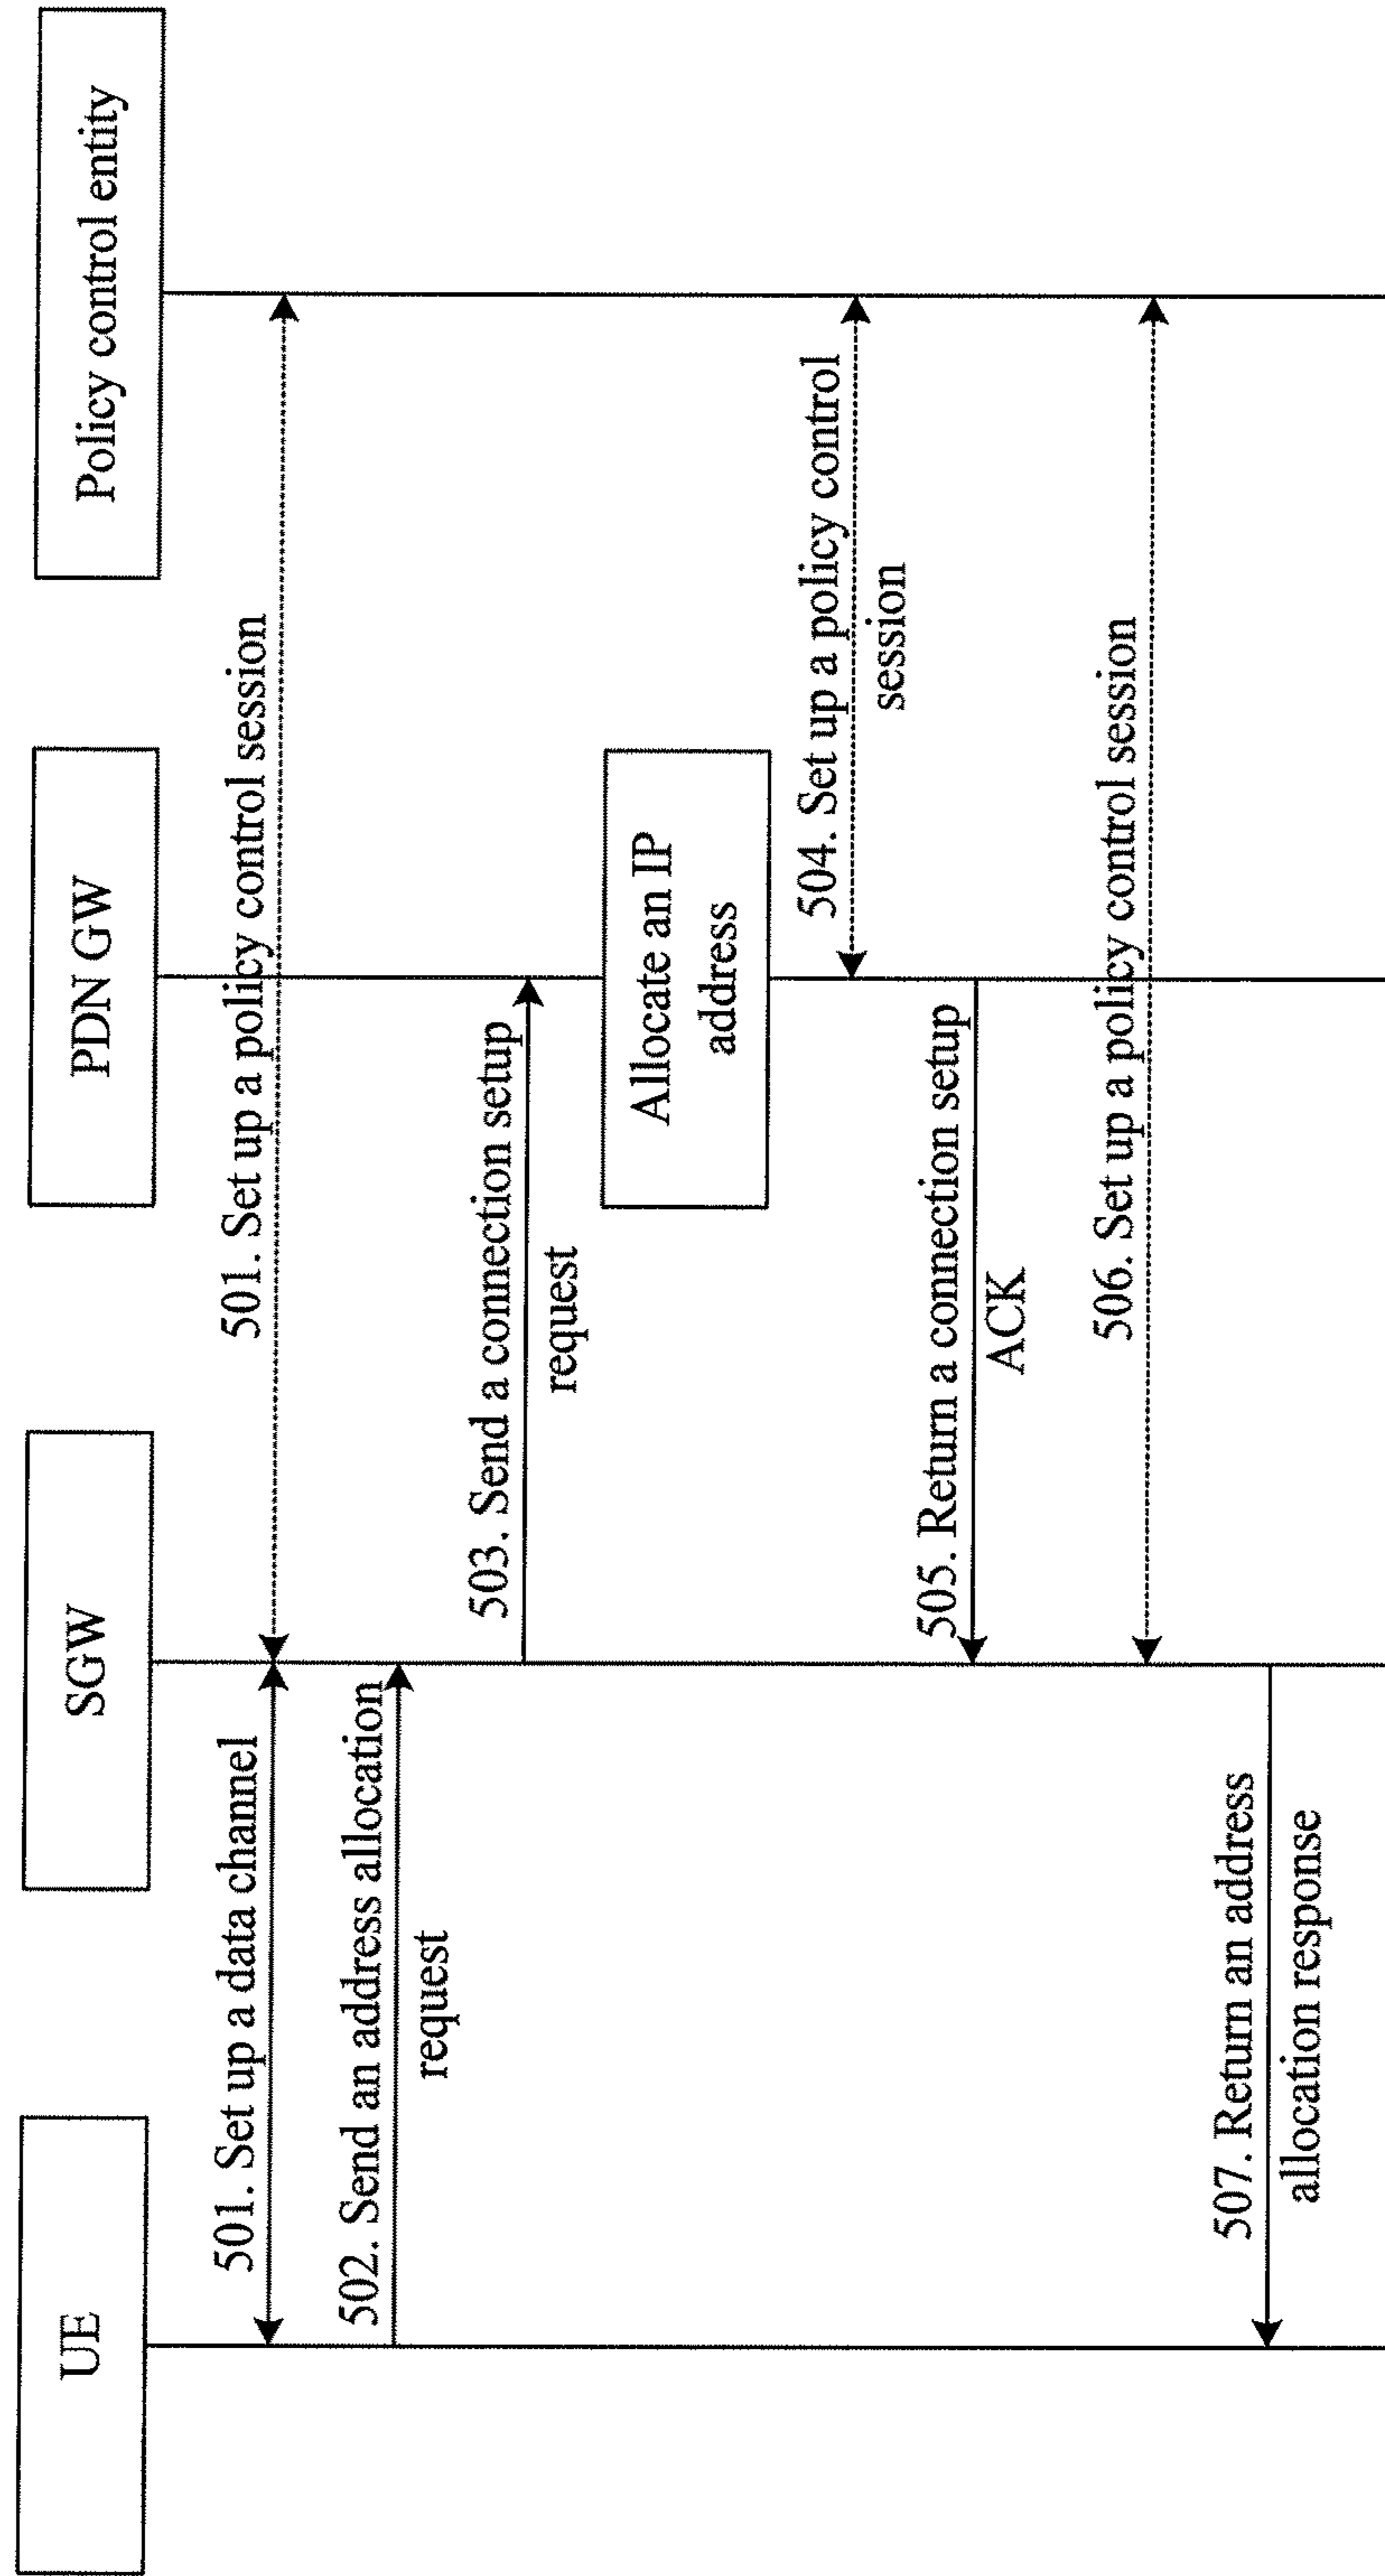 UE
SGW
PDN GW
Policy control entity
501. Set up a data channel
501. Set up a policy control session
502. Send an address allocation
request
503. Send a connection setup
request
Allocate an IP
address
504. Set up a policy control
session
505. Return a connection setup
ACK
506. Set up a policy control session
507. Return an address
allocation response